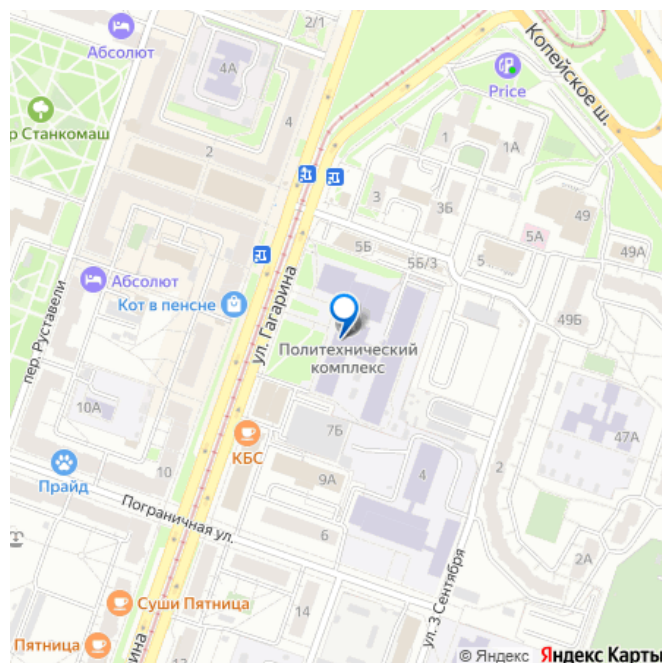 2/1
Абсолют
4А
4
Копейское ш.
Price
р Станкомаш
2
1
1А
3
3Б
49
5А
49А
5Б
5Б/3
5
Абсолют
Кот в пенсне
ул. Гагарина
пер. Руставели
49Б
Политехнический
комплекс
10А
7Б
КБС
47А
Прайд
10
9А
4
2
Пограничная ул.
6
2А
Суши Пятница
14
ул. 3 Сентября
Пятница
рина
© Яндекс Яндекс Карты